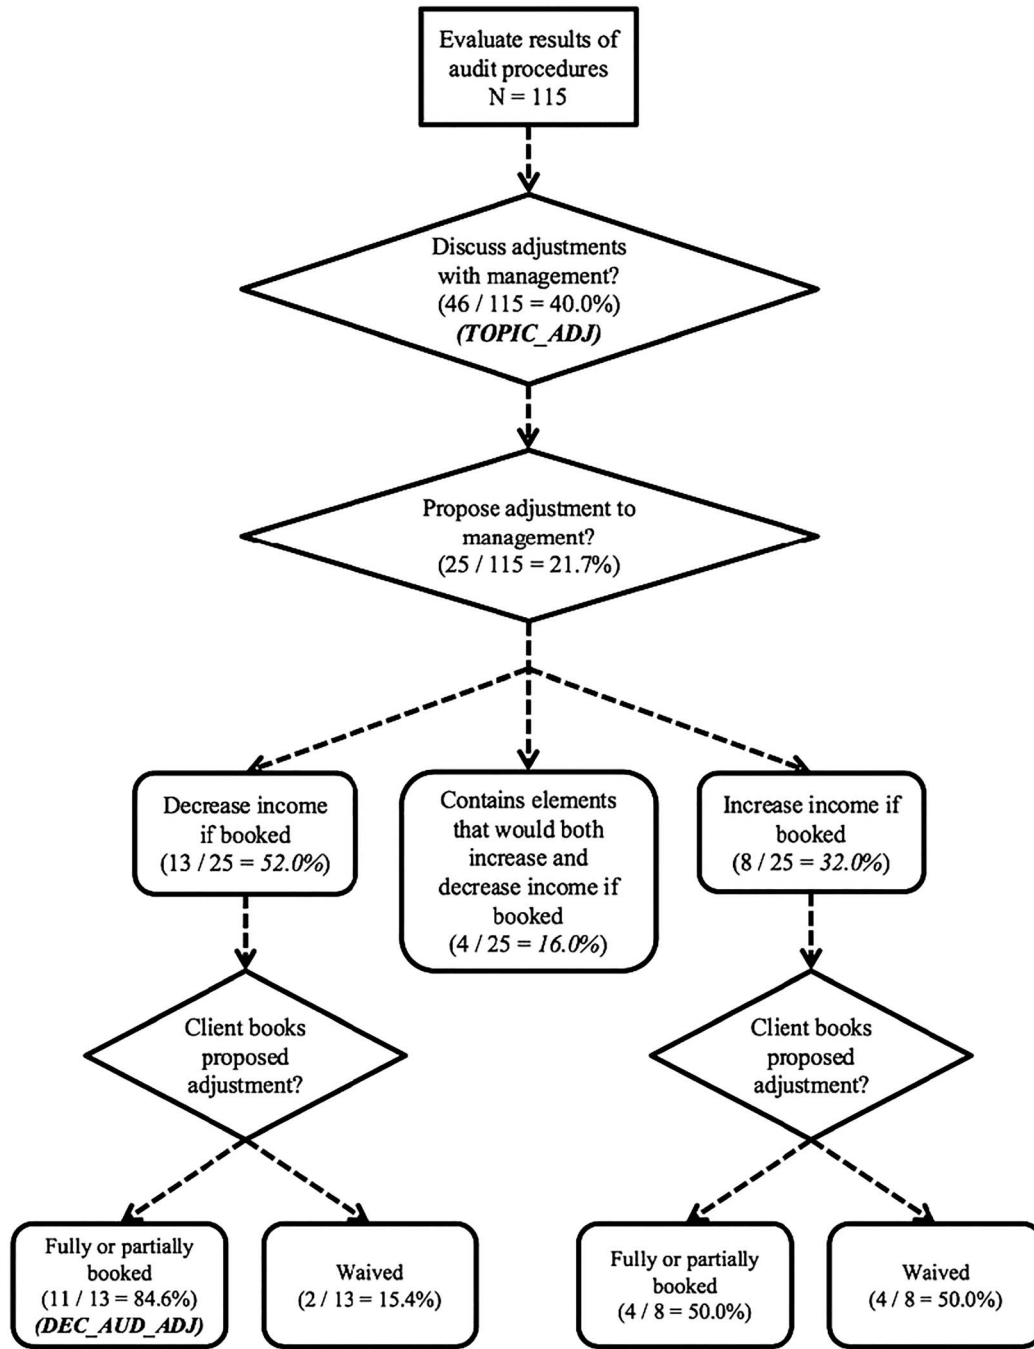 Evaluate results of
audit procedures
N = 115
Discuss adjustments
with management?
(46 / 115 = 40.0%)
(TOPIC_ADJ)
Propose adjustment to
management?
(25 / 115 = 21.7%)
Decrease income
if booked
(13 / 25 = 52.0%)
Contains elements
that would both
increase and
decrease income if
booked
(4 / 25 = 16.0%)
Increase income if
booked
(8 / 25 = 32.0%)
Client books
proposed
adjustment?
Client books
proposed
adjustment?
Fully or partially
booked
(11 / 13 = 84.6%)
(DEC_AUD_ADJ)
Waived
(2 / 13 = 15.4%)
Fully or partially
booked
(4 / 8 = 50.0%)
Waived
(4 / 8 = 50.0%)